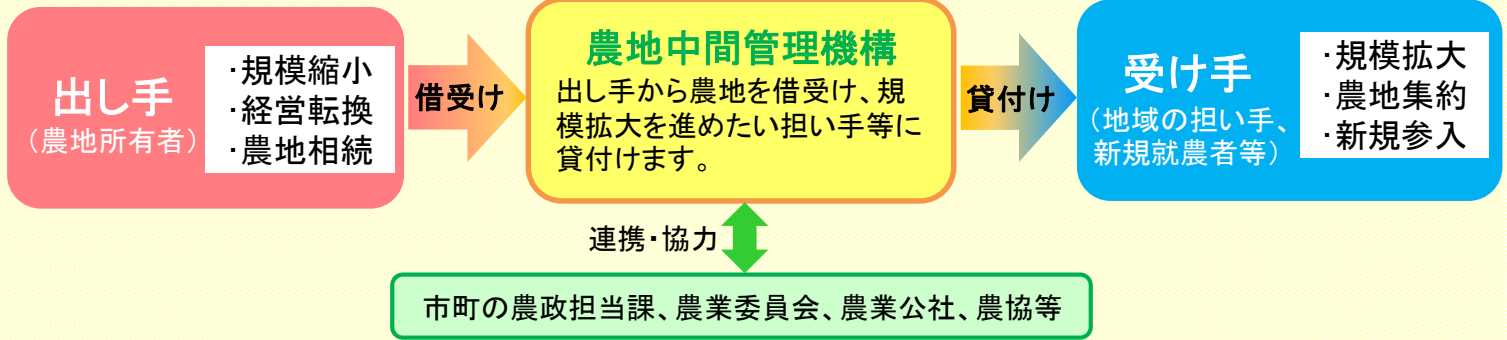 出し手
（農地所有者）
・規模縮小
・経営転換
・農地相続
借受け
農地中間管理機構
出し手から農地を借受け、規
模拡大を進めたい担い手等に
貸付けます。
貸付け
受け手
（地域の担い手、
新規就農者等）
・規模拡大
・農地集約
・新規参入
連携・協力
市町の農政担当課、農業委員会、農業公社、農協等